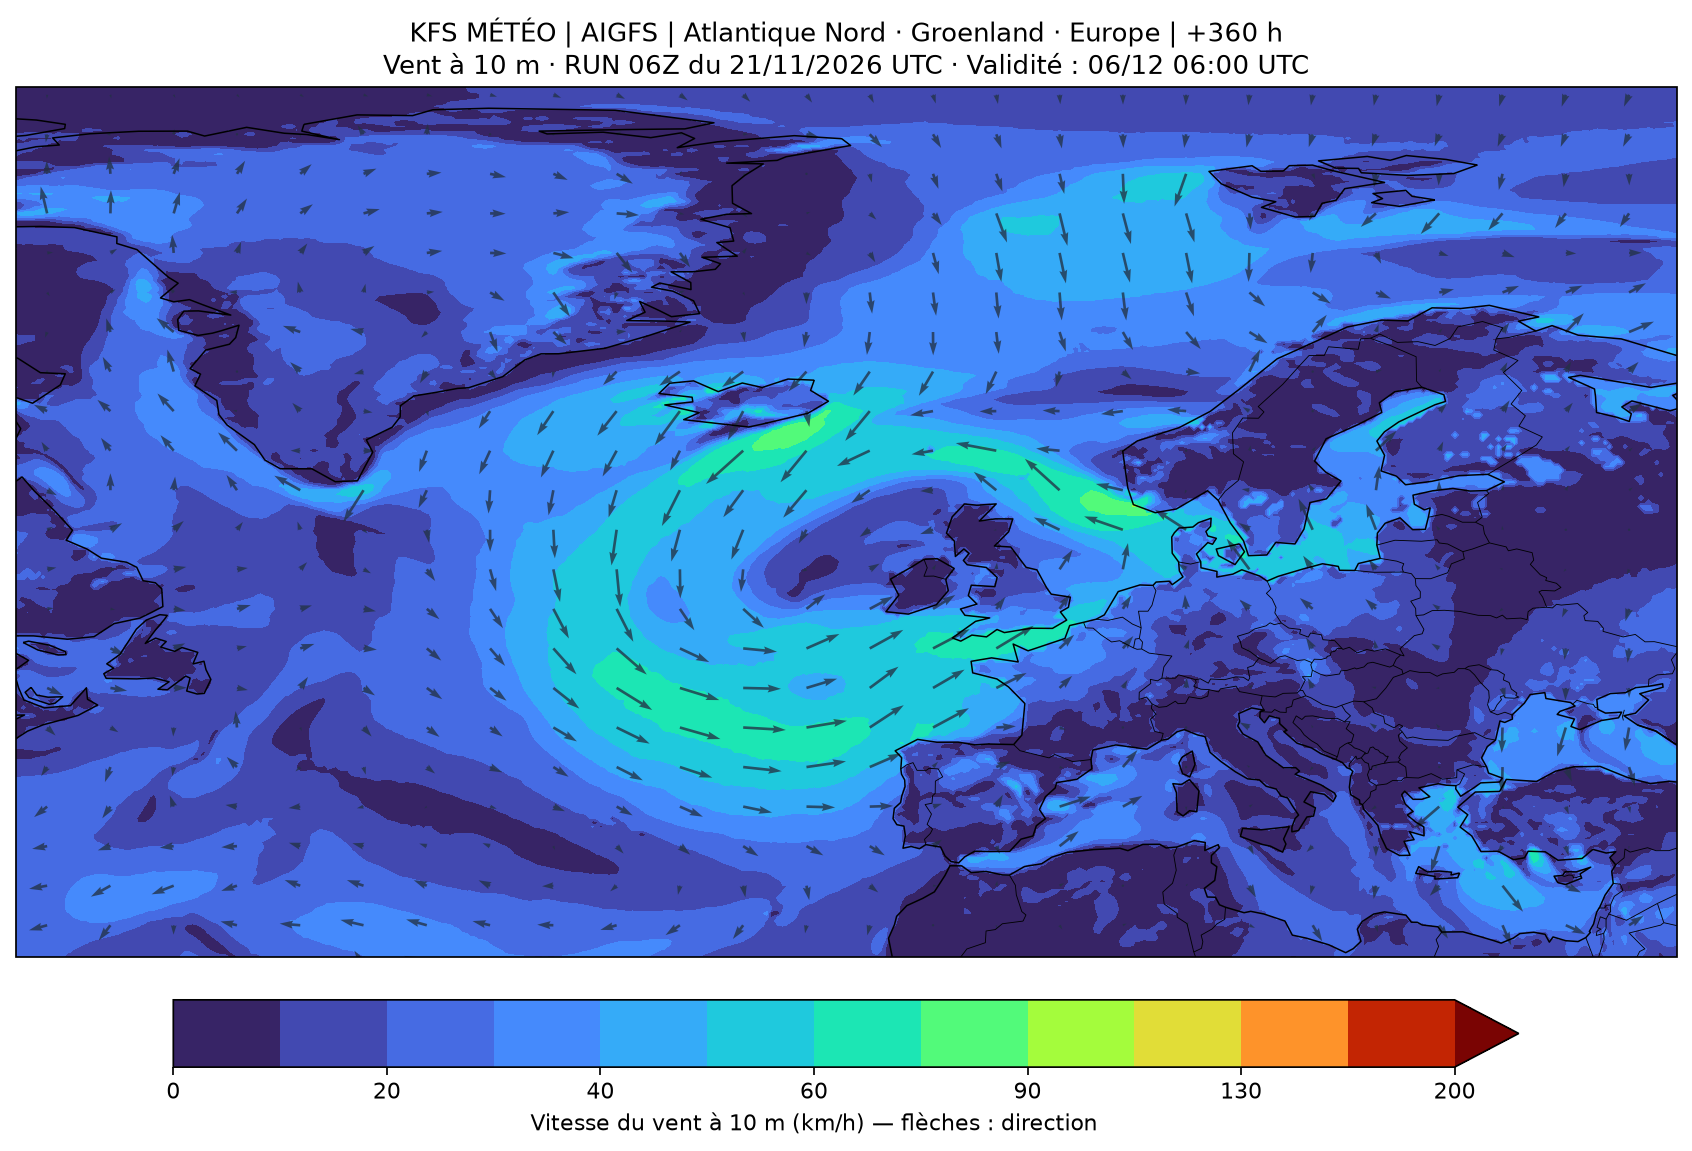 KFS MÉTÉO | AIGFS | Atlantique Nord · Groenland · Europe | +360 h
Vent à 10 m · RUN 06Z du 21/11/2026 UTC · Validité : 06/12 06:00 UTC
0 20 40 60 90 130 200
Vitesse du vent à 10 m (km/h) — flèches : direction